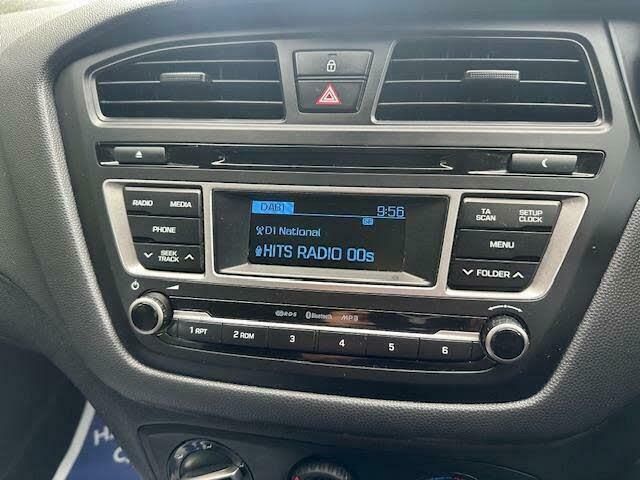 DAB1 9:56
D1 National
HITS RADIO 00s
RADIO MEDIA
PHONE
SEEK
TRACK
TA
SCAN
SETUP
CLOCK
MENU
FOLDER
RDS Bluetooth MP3
1 RPT 2 RDM 3 4 5 6